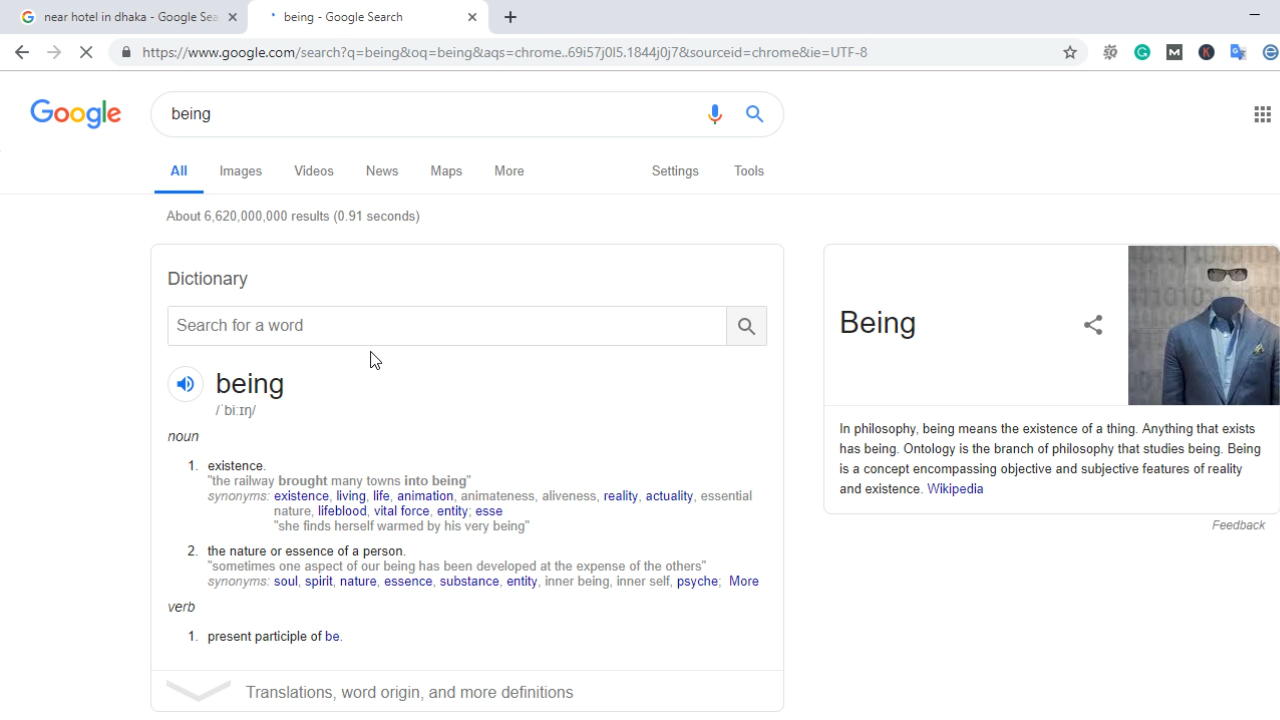 near hotel in dhaka - Google Sea
being - Google Search
https://www.google.com/search?q=being&oq=being&aqs=chrome..69i57j0l5.1844j0j7&sourceid=chrome&ie=UTF-8
Google
being
All Images Videos News Maps More Settings Tools
About 6,620,000,000 results (0.91 seconds)
Dictionary
Search for a word
being
/ˈbiːɪŋ/
noun
1. existence.
"the railway brought many towns into being"
synonyms: existence, living, life, animation, animateness, aliveness, reality, actuality, essential
nature, lifeblood, vital force, entity; esse
"she finds herself warmed by his very being"
2. the nature or essence of a person.
"sometimes one aspect of our being has been developed at the expense of the others"
synonyms: soul, spirit, nature, essence, substance, entity, inner being, inner self, psyche; More
verb
1. present participle of be.
Translations, word origin, and more definitions
Being
In philosophy, being means the existence of a thing. Anything that exists
has being. Ontology is the branch of philosophy that studies being. Being
is a concept encompassing objective and subjective features of reality
and existence. Wikipedia
Feedback